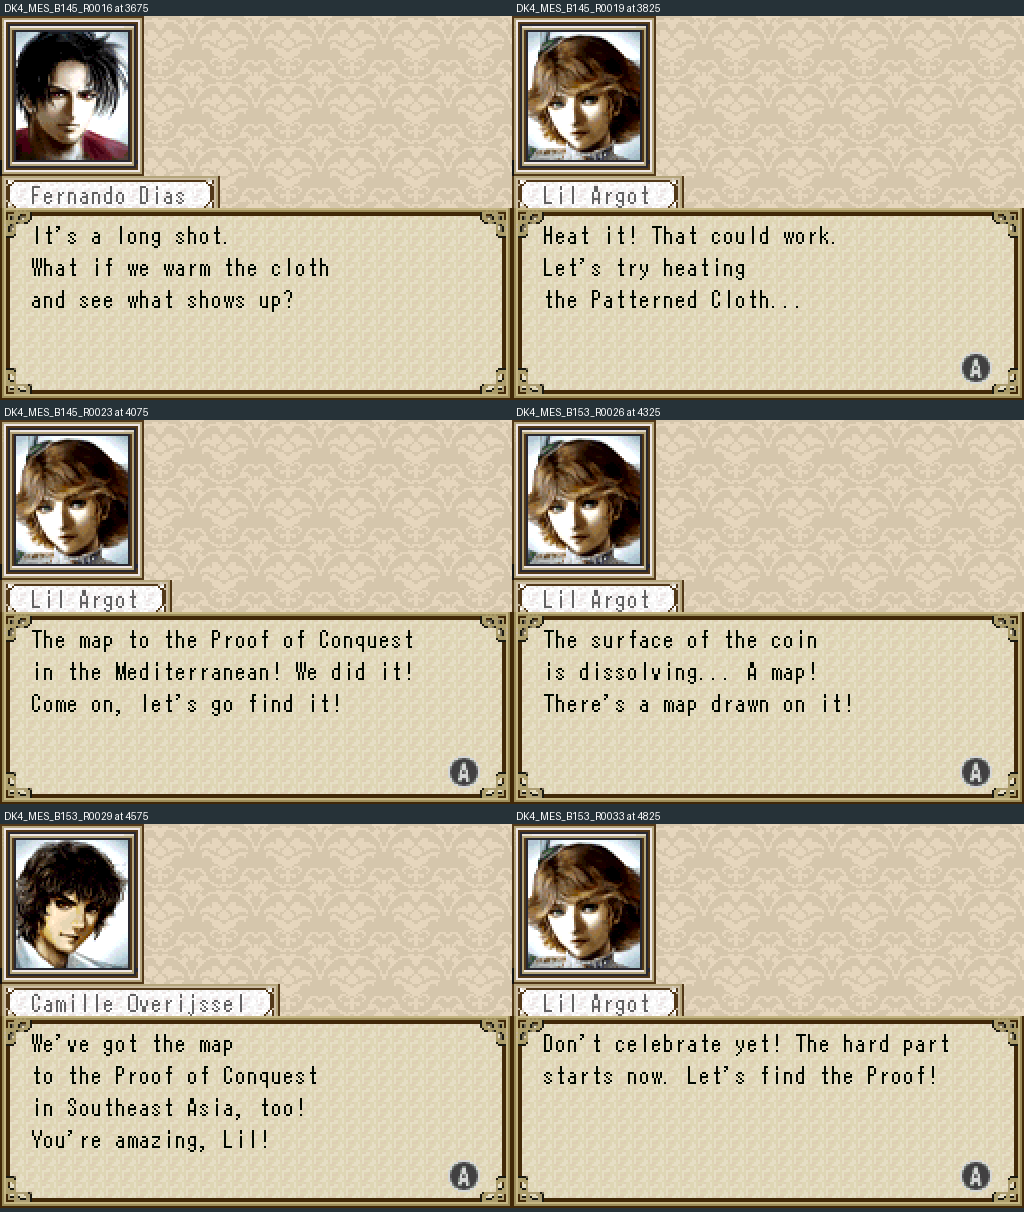 DK4_MES_B145_R0016 at 3675
Fernando Dias
It's a long shot.
What if we warm the cloth
and see what shows up?
DK4_MES_B145_R0019 at 3825
Lil Argot
Heat it! That could work.
Let's try heating
the Patterned Cloth...
A
DK4_MES_B145_R0023 at 4075
Lil Argot
The map to the Proof of Conquest
in the Mediterranean! We did it!
Come on, let's go find it!
A
DK4_MES_B153_R0026 at 4325
Lil Argot
The surface of the coin
is dissolving... A map!
There's a map drawn on it!
A
DK4_MES_B153_R0029 at 4575
Camille Overijssel
We've got the map
to the Proof of Conquest
in Southeast Asia, too!
You're amazing, Lil!
A
DK4_MES_B153_R0033 at 4825
Lil Argot
Don't celebrate yet! The hard part
starts now. Let's find the Proof!
A